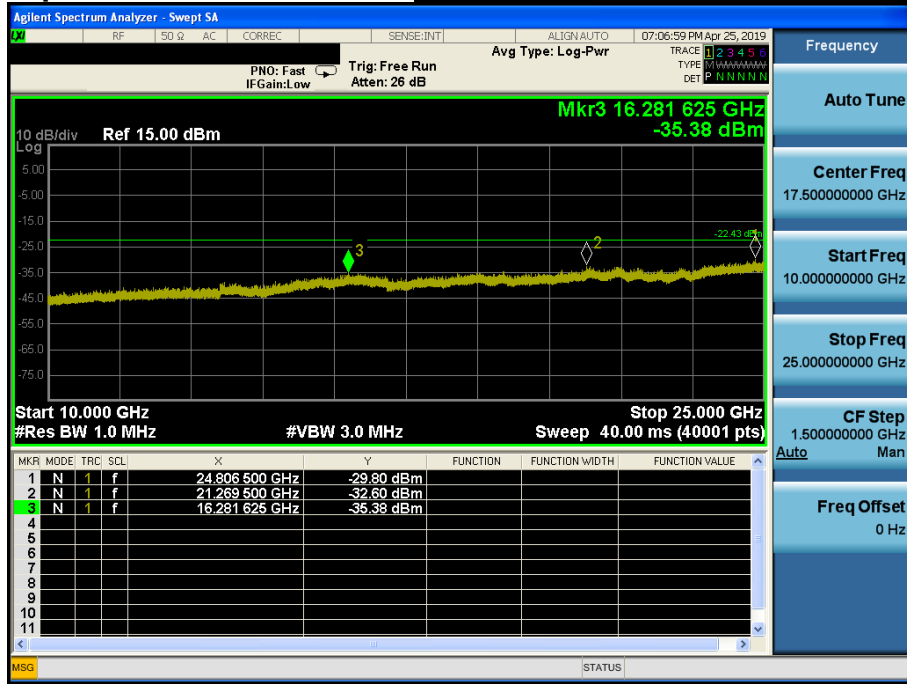 Agilent Spectrum Analyzer - Swept SA
LXI RF 50 Ω AC CORREC SENSE:INT ALIGN AUTO 07:06:59 PM Apr 25, 2019
Avg Type: Log-Pwr TRACE 1 2 3 4 5 6
PNO: Fast Trig: Free Run TYPE M WWWWW
IFGain:Low Atten: 26 dB DET P N N N N N
Mkr3 16.281 625 GHz
-35.38 dBm
10 dB/div Ref 15.00 dBm
Log
5.00
-5.00
-15.0
-22.43 dBm
-25.0
3
2
-35.0
-45.0
-55.0
-65.0
-75.0
Start 10.000 GHz Stop 25.000 GHz
#Res BW 1.0 MHz #VBW 3.0 MHz Sweep 40.00 ms (40001 pts)
MKR MODE TRC SCL X Y FUNCTION FUNCTION WIDTH FUNCTION VALUE
1 N 1 f 24.806 500 GHz -29.80 dBm
2 N 1 f 21.269 500 GHz -32.60 dBm
3 N 1 f 16.281 625 GHz -35.38 dBm
4
5
6
7
8
9
10
11
MSG STATUS
Frequency
Auto Tune
Center Freq
17.500000000 GHz
Start Freq
10.000000000 GHz
Stop Freq
25.000000000 GHz
CF Step
1.500000000 GHz
Auto Man
Freq Offset
0 Hz